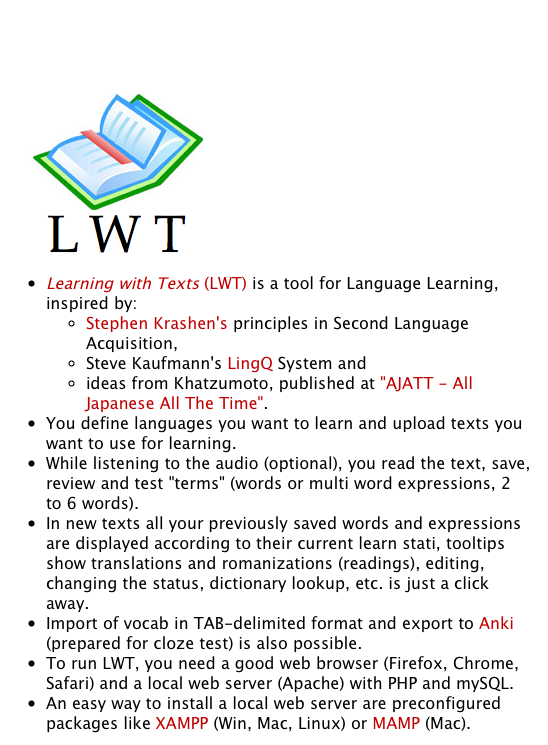 L W T
• Learning with Texts (LWT) is a tool for Language Learning,
inspired by:
◦ Stephen Krashen's principles in Second Language
Acquisition,
◦ Steve Kaufmann's LingQ System and
◦ ideas from Khatzumoto, published at "AJATT - All
Japanese All The Time".
• You define languages you want to learn and upload texts you
want to use for learning.
• While listening to the audio (optional), you read the text, save,
review and test "terms" (words or multi word expressions, 2
to 6 words).
• In new texts all your previously saved words and expressions
are displayed according to their current learn stati, tooltips
show translations and romanizations (readings), editing,
changing the status, dictionary lookup, etc. is just a click
away.
• Import of vocab in TAB-delimited format and export to Anki
(prepared for cloze test) is also possible.
• To run LWT, you need a good web browser (Firefox, Chrome,
Safari) and a local web server (Apache) with PHP and mySQL.
• An easy way to install a local web server are preconfigured
packages like XAMPP (Win, Mac, Linux) or MAMP (Mac).